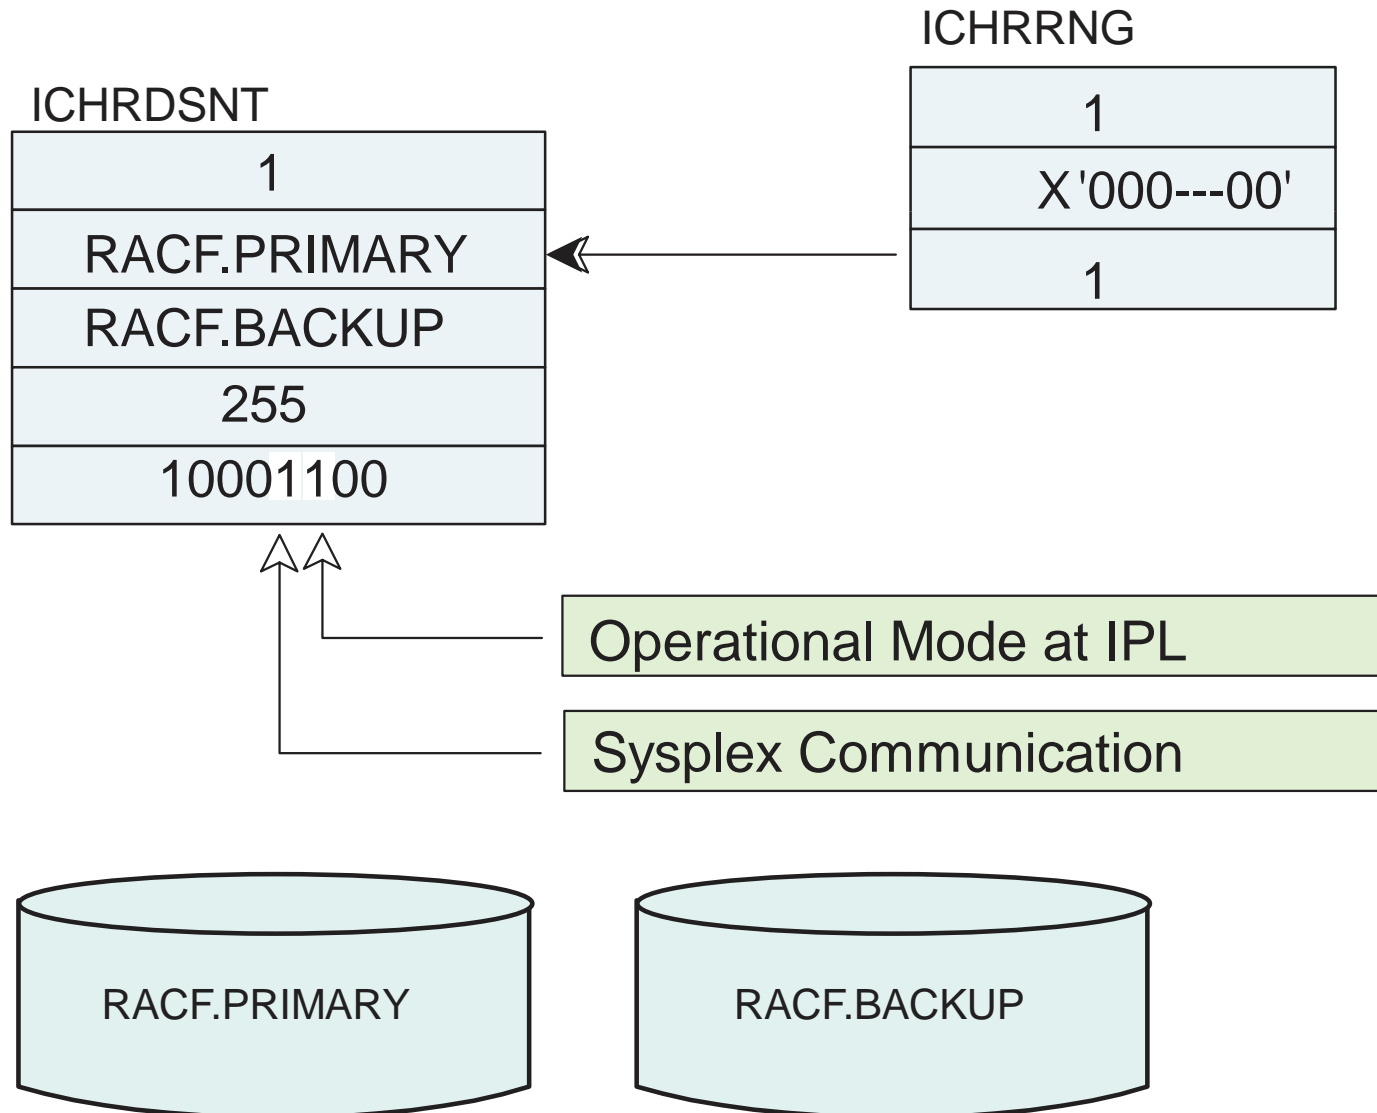 ICHRRNG
1
X'000---00'
1
ICHRDSNT
1
RACF.PRIMARY
RACF.BACKUP
255
10001100
Operational Mode at IPL
Sysplex Communication
RACF.PRIMARY
RACF.BACKUP